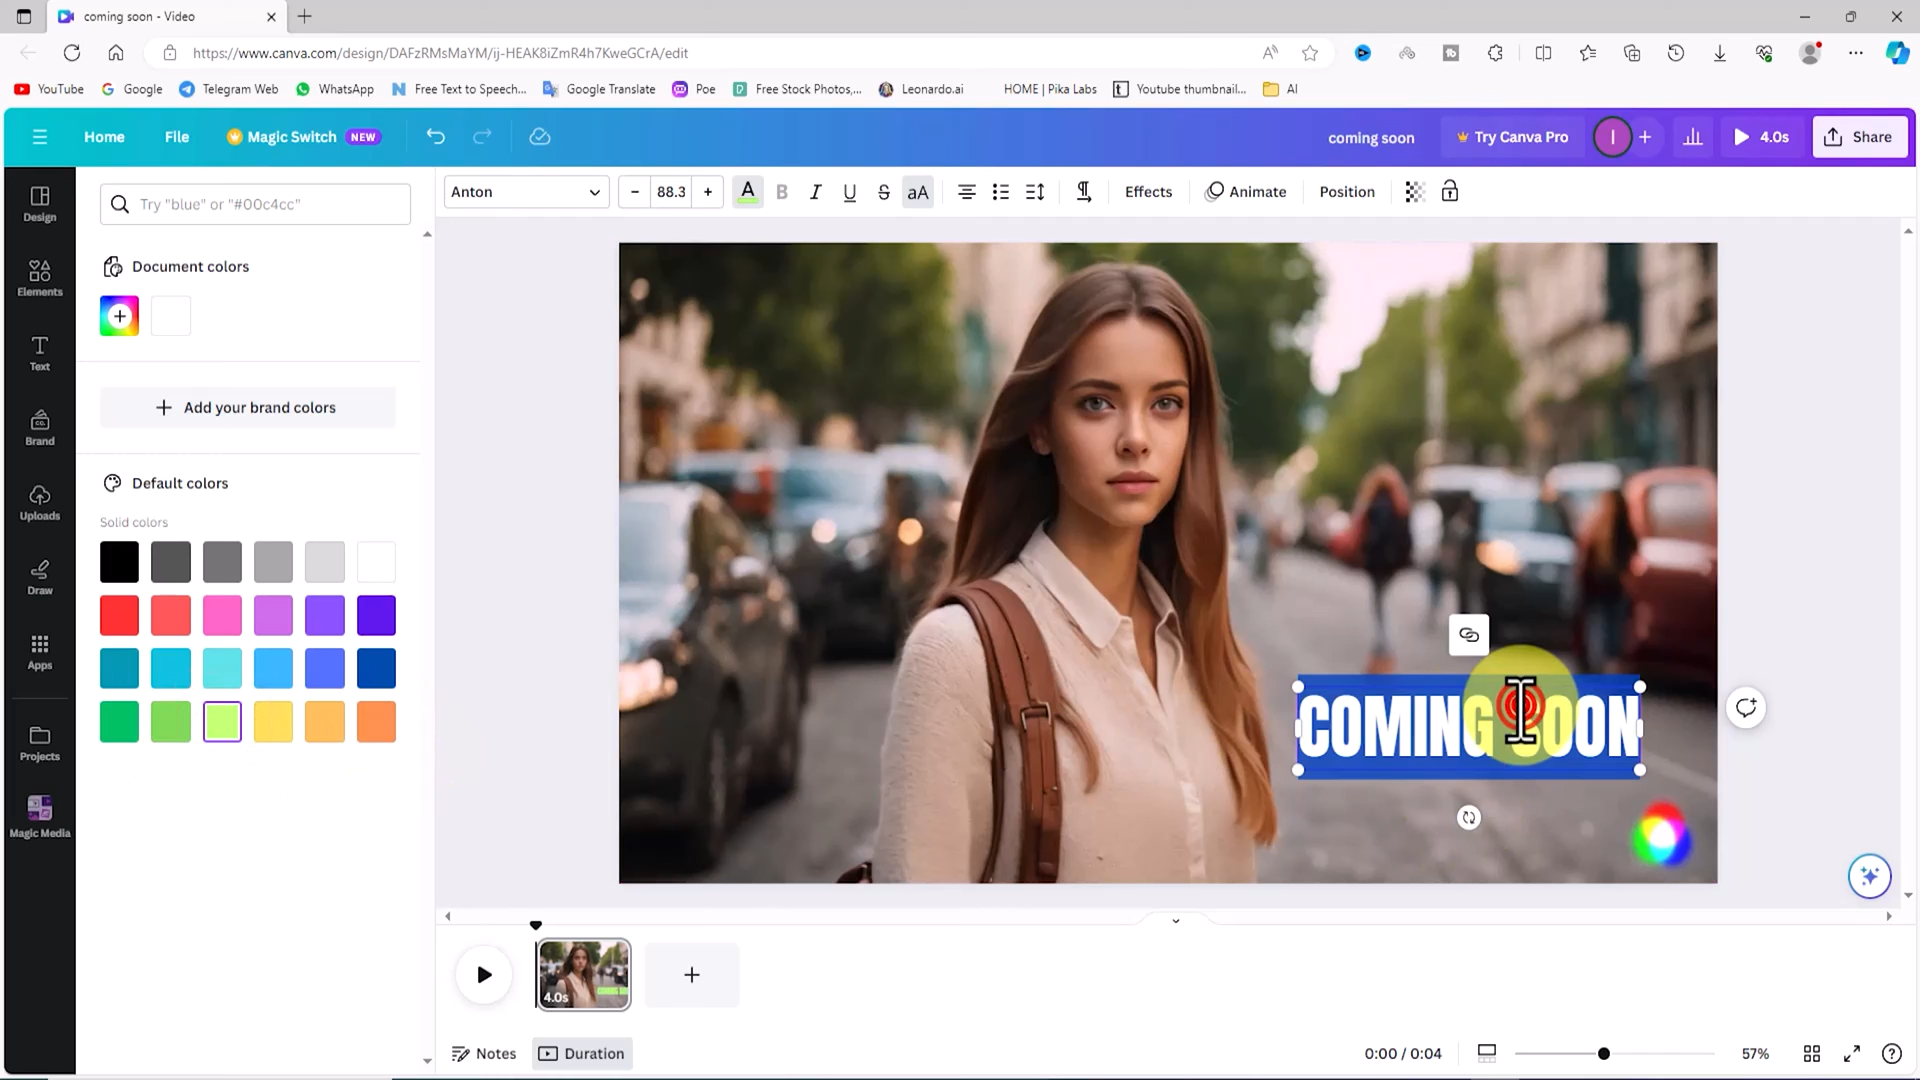 coming soon - Video
https://www.canva.com/design/DAFzRMsMaYM/ij-HEAK8iZmR4h7KweGCrA/edit
YouTube Google Telegram Web WhatsApp Free Text to Speech... Google Translate Poe Free Stock Photos,... Leonardo.ai HOME | Pika Labs Youtube thumbnail... AI
Home File Magic Switch NEW coming soon Try Canva Pro I + 4.0s Share
Try "blue" or "#00c4cc"
Anton - 88.3 + A B I U S aA Effects Animate Position
Design
Document colors
Elements
Text
Add your brand colors
Brand
CO.
Default colors
Uploads
Solid colors
Draw
Apps
Projects
Magic Media
COMING SOON
4.0s
Notes Duration 0:00 / 0:04 57%